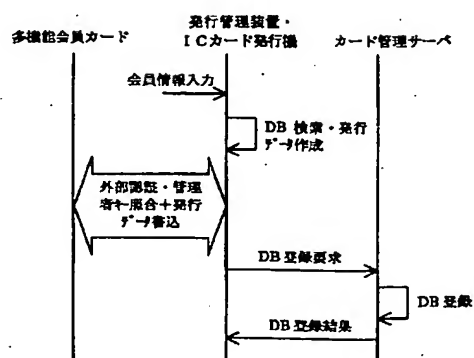 発行管理装置・
多機能会員カード
ICカード発行機
カード管理サーバ
会員情報入力
DB 検索・発行
データ作成
外部認証・管理
者キー照合+発行
データ書込
DB 登録要求
DB 登録
DB 登録結果